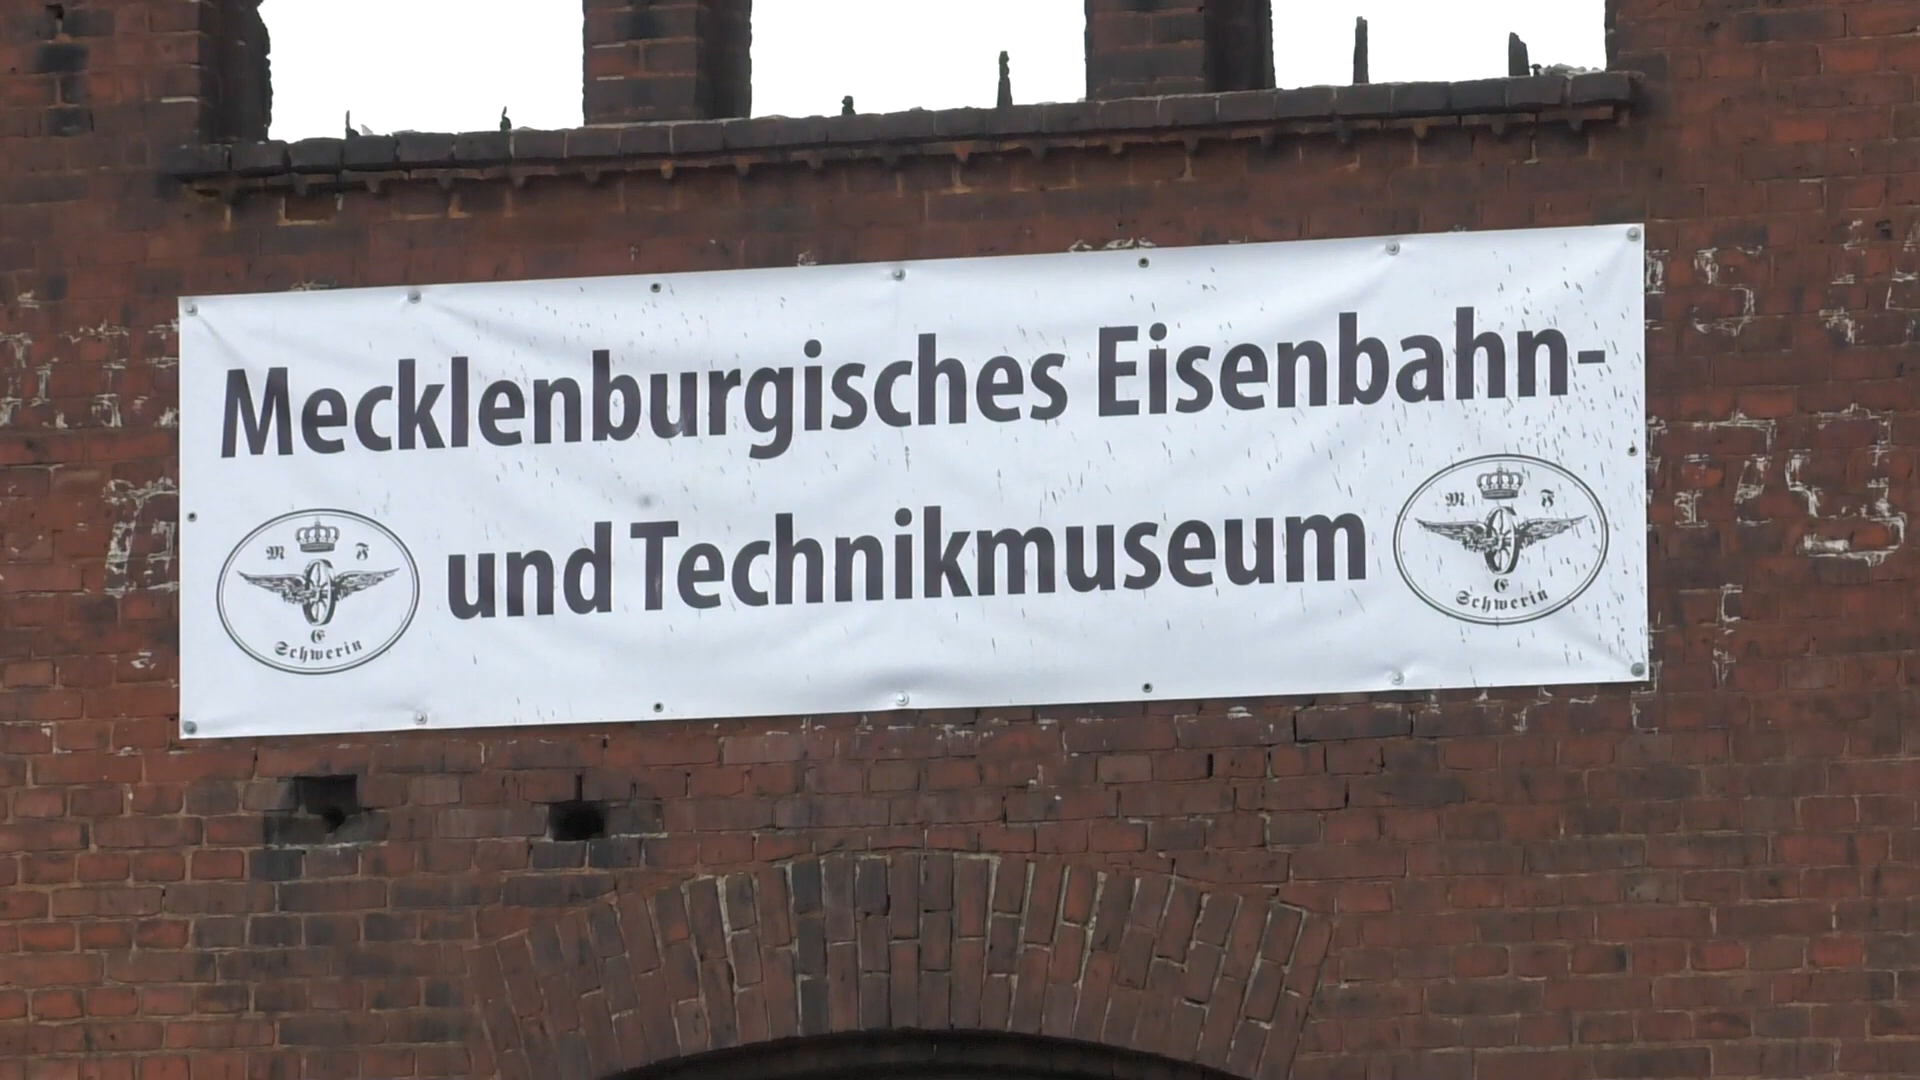 Mecklenburgisches Eisenbahn-
und Technikmuseum
M F
E
Schwerin
M F
E
Schwerin